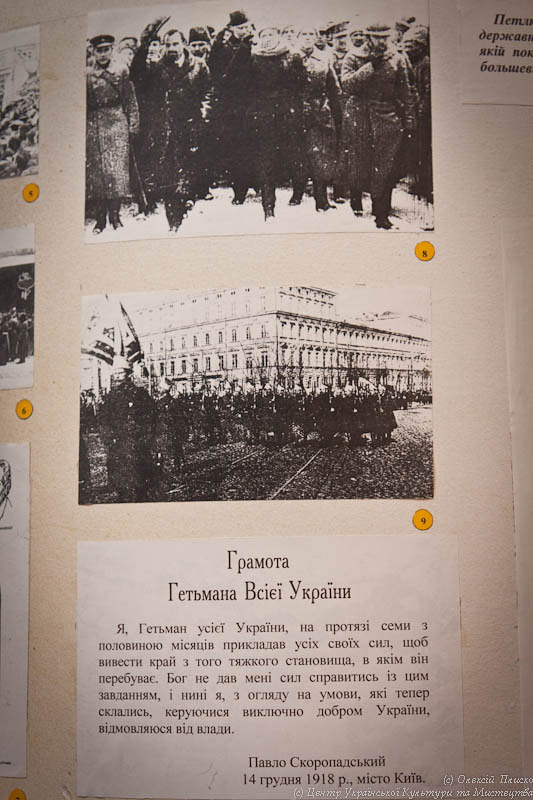 Петлю
державн
якій пок
большев
5
8
6
9
Грамота
Гетьмана Всієї України
Я, Гетьман усієї України, на протязі семи з
половиною місяців прикладав усіх своїх сил, щоб
вивести край з того тяжкого становища, в якім він
перебуває. Бог не дав мені сил справитись із цим
завданням, і нині я, з огляду на умови, які тепер
склались, керуючися виключно добром України,
відмовляюся від влади.
Павло Скоропадський
14 грудня 1918 р., місто Київ.
(c) Олексій Плиско
(c) Центр Української Культури та Мистецтва